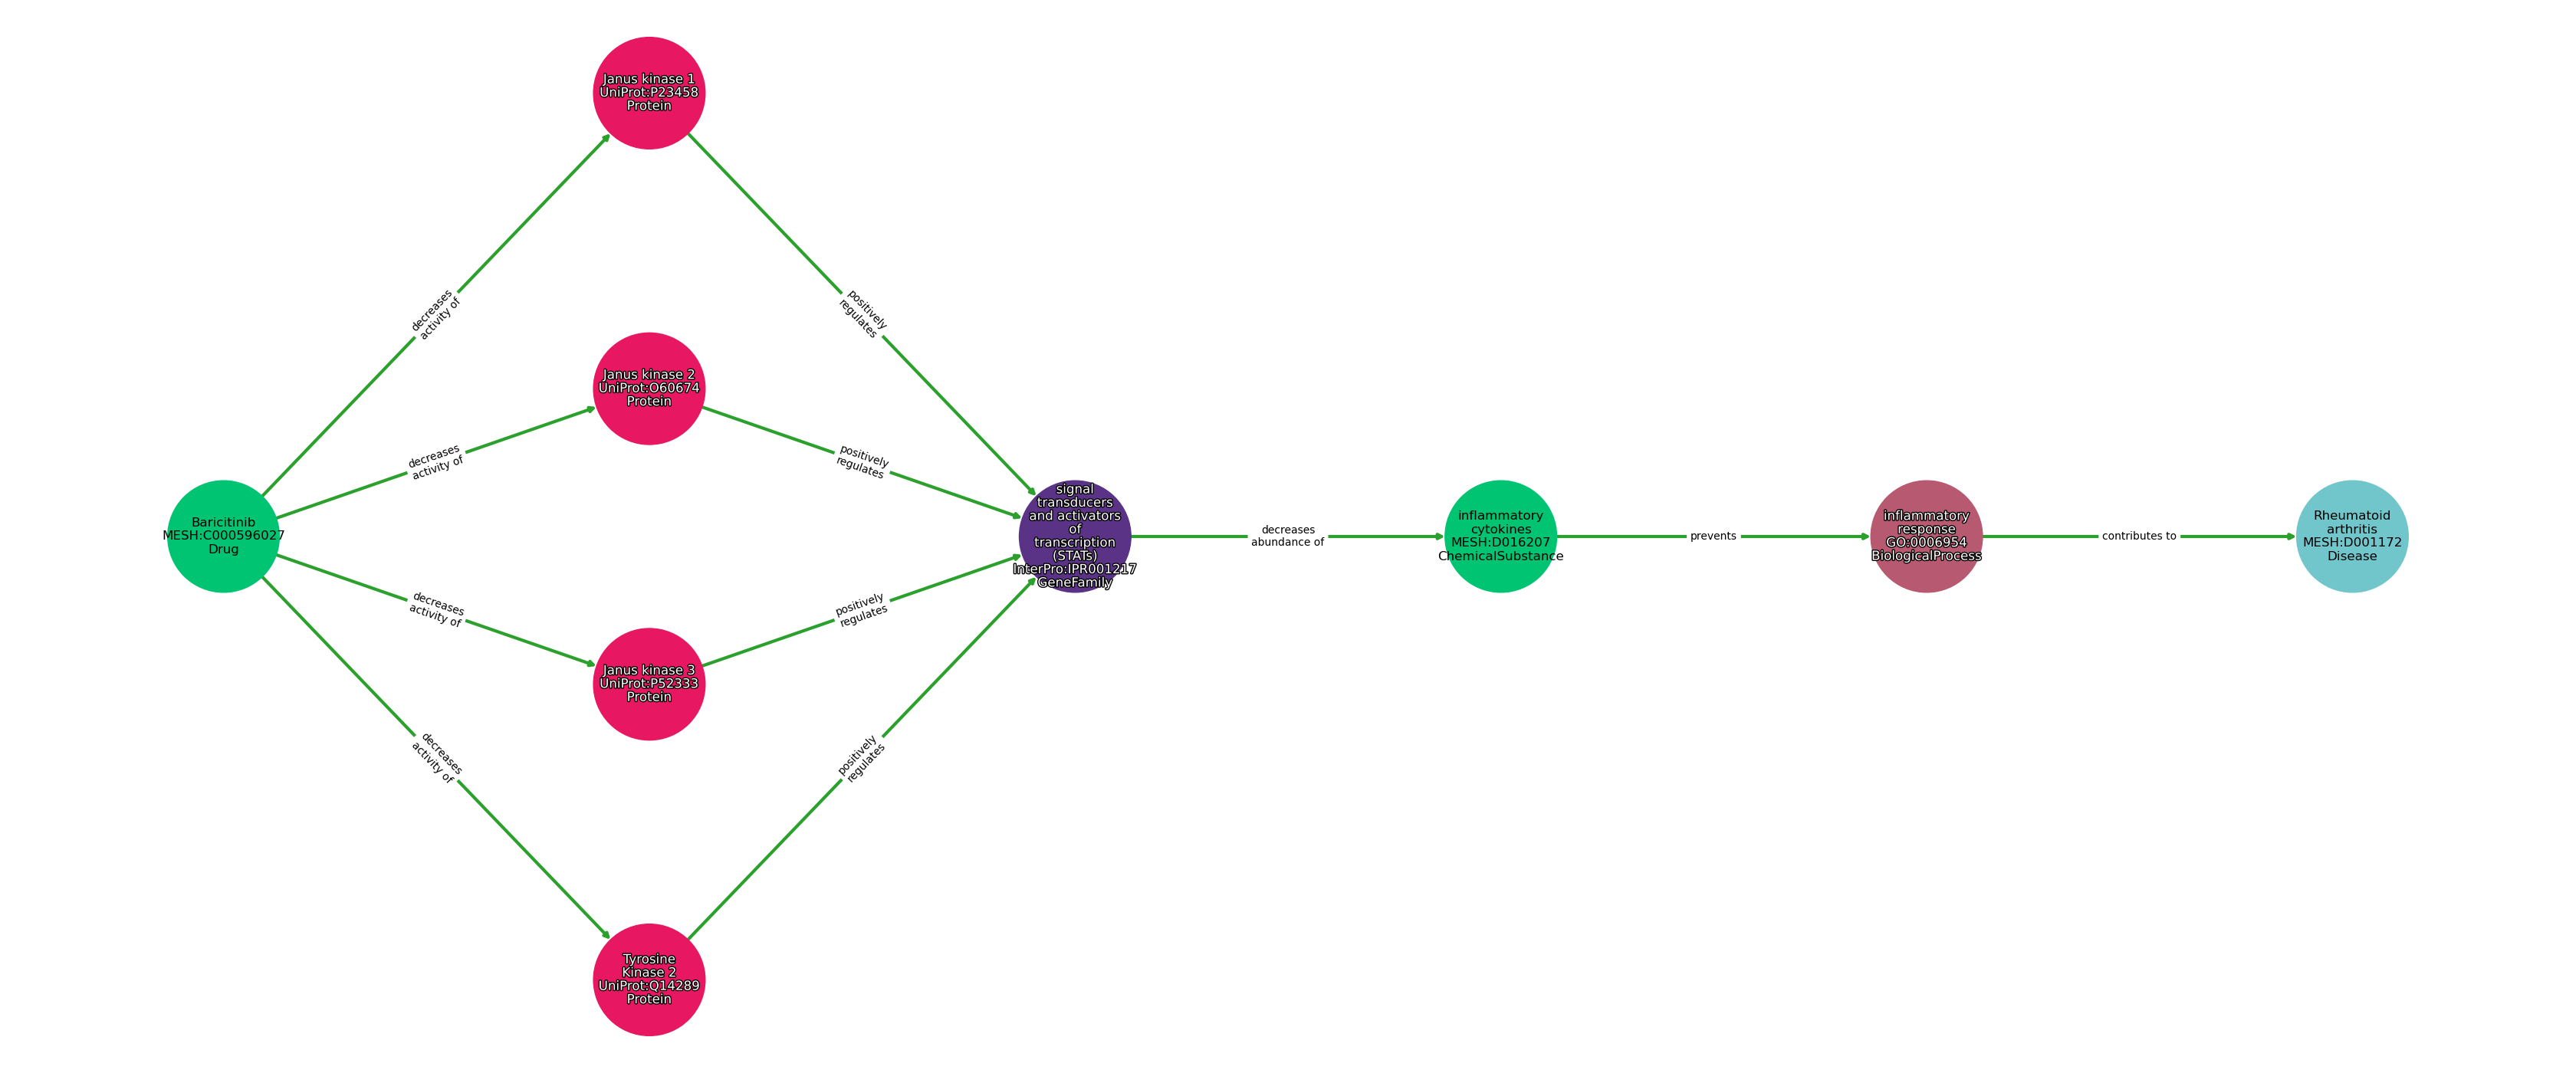 Janus kinase 1
UniProt:P23458
Protein
decreases
activity of
positively
regulates
Janus kinase 2
UniProt:O60674
Protein
decreases
activity of
positively
regulates
Baricitinib
MESH:C000596027
Drug
signal
transducers
and activators
of
transcription
(STATs)
InterPro:IPR001217
GeneFamily
decreases
abundance of
inflammatory
cytokines
MESH:D016207
ChemicalSubstance
prevents
inflammatory
response
GO:0006954
BiologicalProcess
contributes to
Rheumatoid
arthritis
MESH:D001172
Disease
decreases
activity of
positively
regulates
Janus kinase 3
UniProt:P52333
Protein
decreases
activity of
positively
regulates
Tyrosine
Kinase 2
UniProt:Q14289
Protein